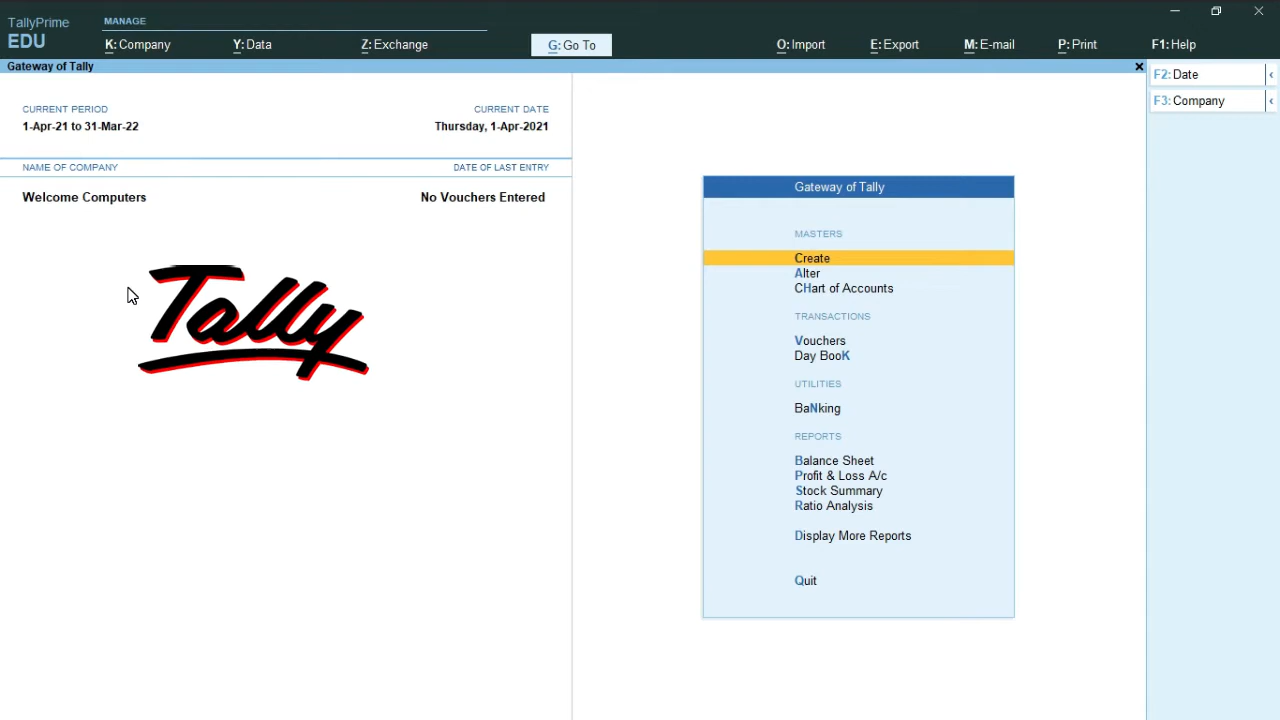 TallyPrime
EDU
MANAGE
K: Company
Y: Data
Z: Exchange
G: Go To
O: Import
E: Export
M: E-mail
P: Print
F1: Help
Gateway of Tally
F2: Date
F3: Company
CURRENT PERIOD
CURRENT DATE
1-Apr-21 to 31-Mar-22
Thursday, 1-Apr-2021
NAME OF COMPANY
DATE OF LAST ENTRY
Welcome Computers
No Vouchers Entered
Tally
Gateway of Tally
MASTERS
Create
Alter
CHart of Accounts
TRANSACTIONS
Vouchers
Day BooK
UTILITIES
BaNking
REPORTS
Balance Sheet
Profit & Loss A/c
Stock Summary
Ratio Analysis
Display More Reports
Quit